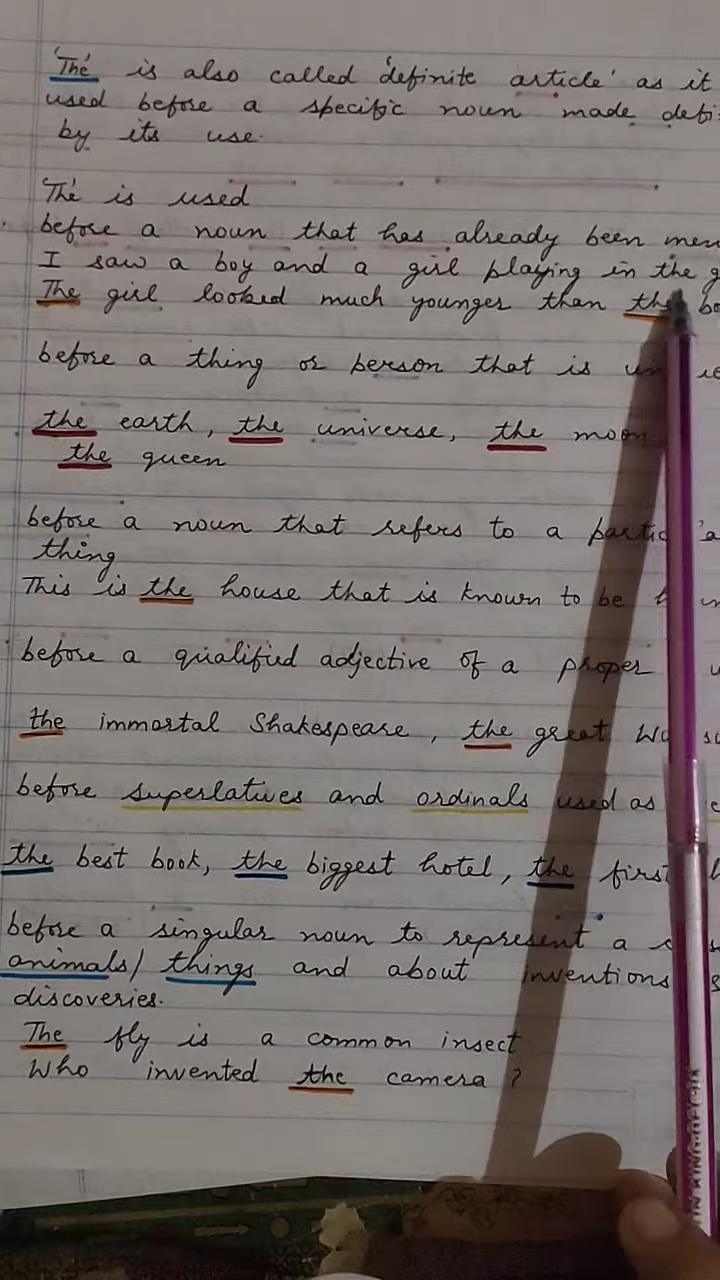 'The' is also called 'definite article' as it
used before a specific noun made
by its use.
'The' is used
before a noun that has already been
I saw a boy and a girl playing in the
The girl looked much younger than the
before a thing or person that is
the earth, the universe, the moon
the queen
before a noun that refers to a
thing
This is the house that is known to be
before a qualified adjective of a proper
the immortal Shakespeare, the great
before superlatives and ordinals used as
the best book, the biggest hotel, the first
before a singular noun to represent a
animals/ things and about inventions
discoveries.
The fly is a common insect
Who invented the camera?